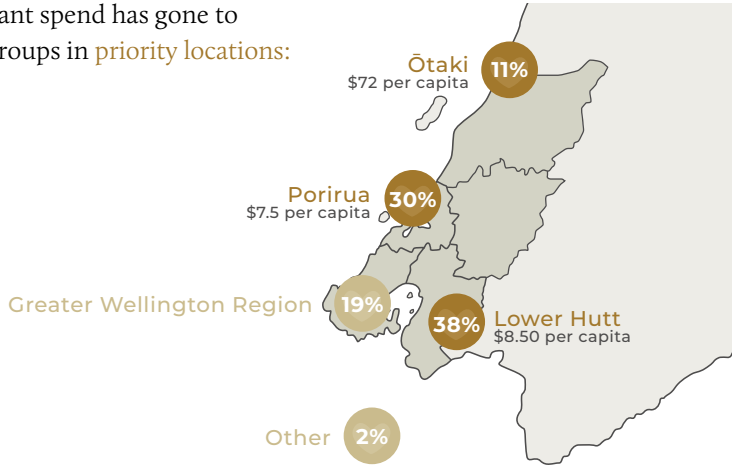 ant spend has gone to
roups in priority locations:
Ōtaki
$72 per capita
11%
Porirua
$7.5 per capita
30%
Greater Wellington Region
19%
38%
Lower Hutt
$8.50 per capita
Other
2%